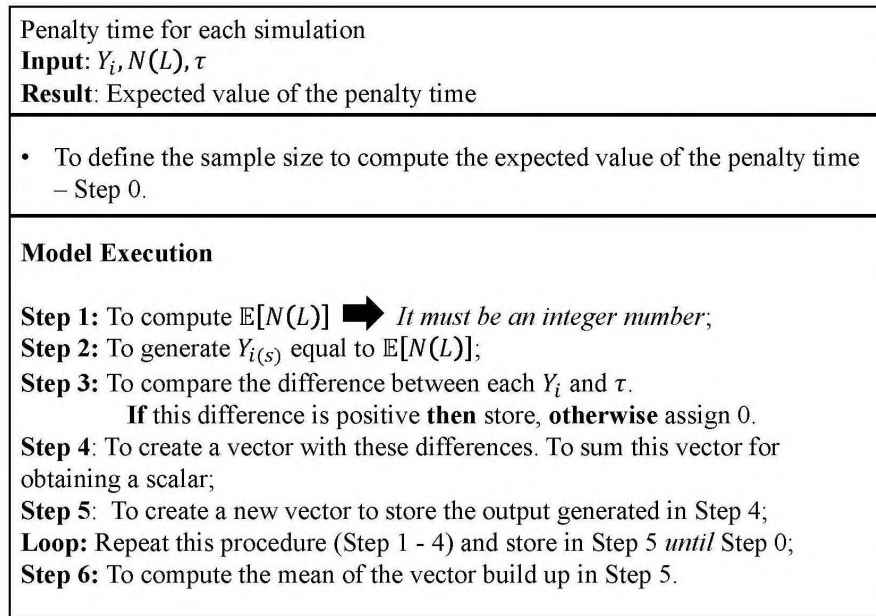 Penalty time for each simulation
Input: Y_i, N(L), τ
Result: Expected value of the penalty time
• To define the sample size to compute the expected value of the penalty time
– Step 0.
Model Execution
Step 1: To compute 𝔼[N(L)] ➡ It must be an integer number;
Step 2: To generate Y_{i(s)} equal to 𝔼[N(L)];
Step 3: To compare the difference between each Y_i and τ.
If this difference is positive then store, otherwise assign 0.
Step 4: To create a vector with these differences. To sum this vector for
obtaining a scalar;
Step 5: To create a new vector to store the output generated in Step 4;
Loop: Repeat this procedure (Step 1 - 4) and store in Step 5 until Step 0;
Step 6: To compute the mean of the vector build up in Step 5.